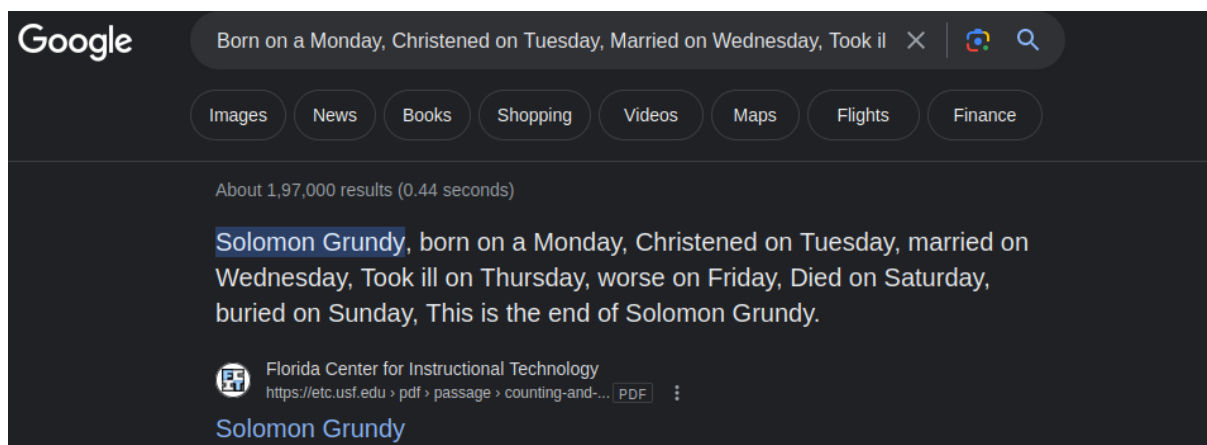 Google
Born on a Monday, Christened on Tuesday, Married on Wednesday, Took il
Images News Books Shopping Videos Maps Flights Finance
About 1,97,000 results (0.44 seconds)
Solomon Grundy, born on a Monday, Christened on Tuesday, married on
Wednesday, Took ill on Thursday, worse on Friday, Died on Saturday,
buried on Sunday, This is the end of Solomon Grundy.
FCIT
Florida Center for Instructional Technology
https://etc.usf.edu › pdf › passage › counting-and-... PDF
Solomon Grundy